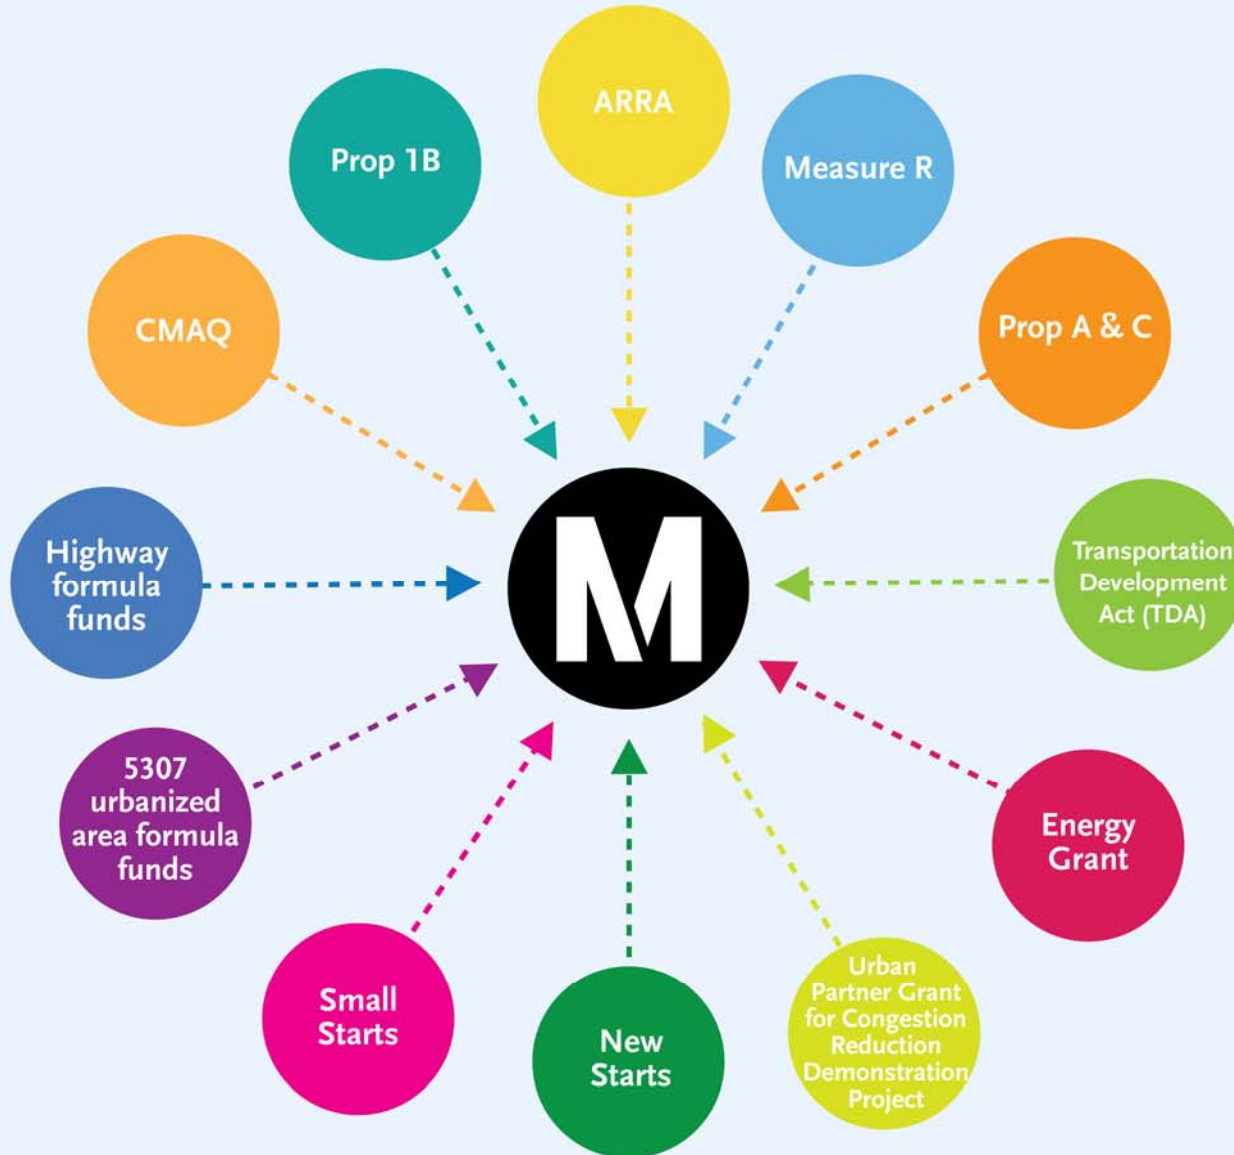 ARRA
Prop 1B
Measure R
CMAQ
Prop A & C
Highway
formula
funds
M
Transportation
Development
Act (TDA)
5307
urbanized
area formula
funds
Energy
Grant
Small
Starts
New
Starts
Urban
Partner Grant
for Congestion
Reduction
Demonstration
Project